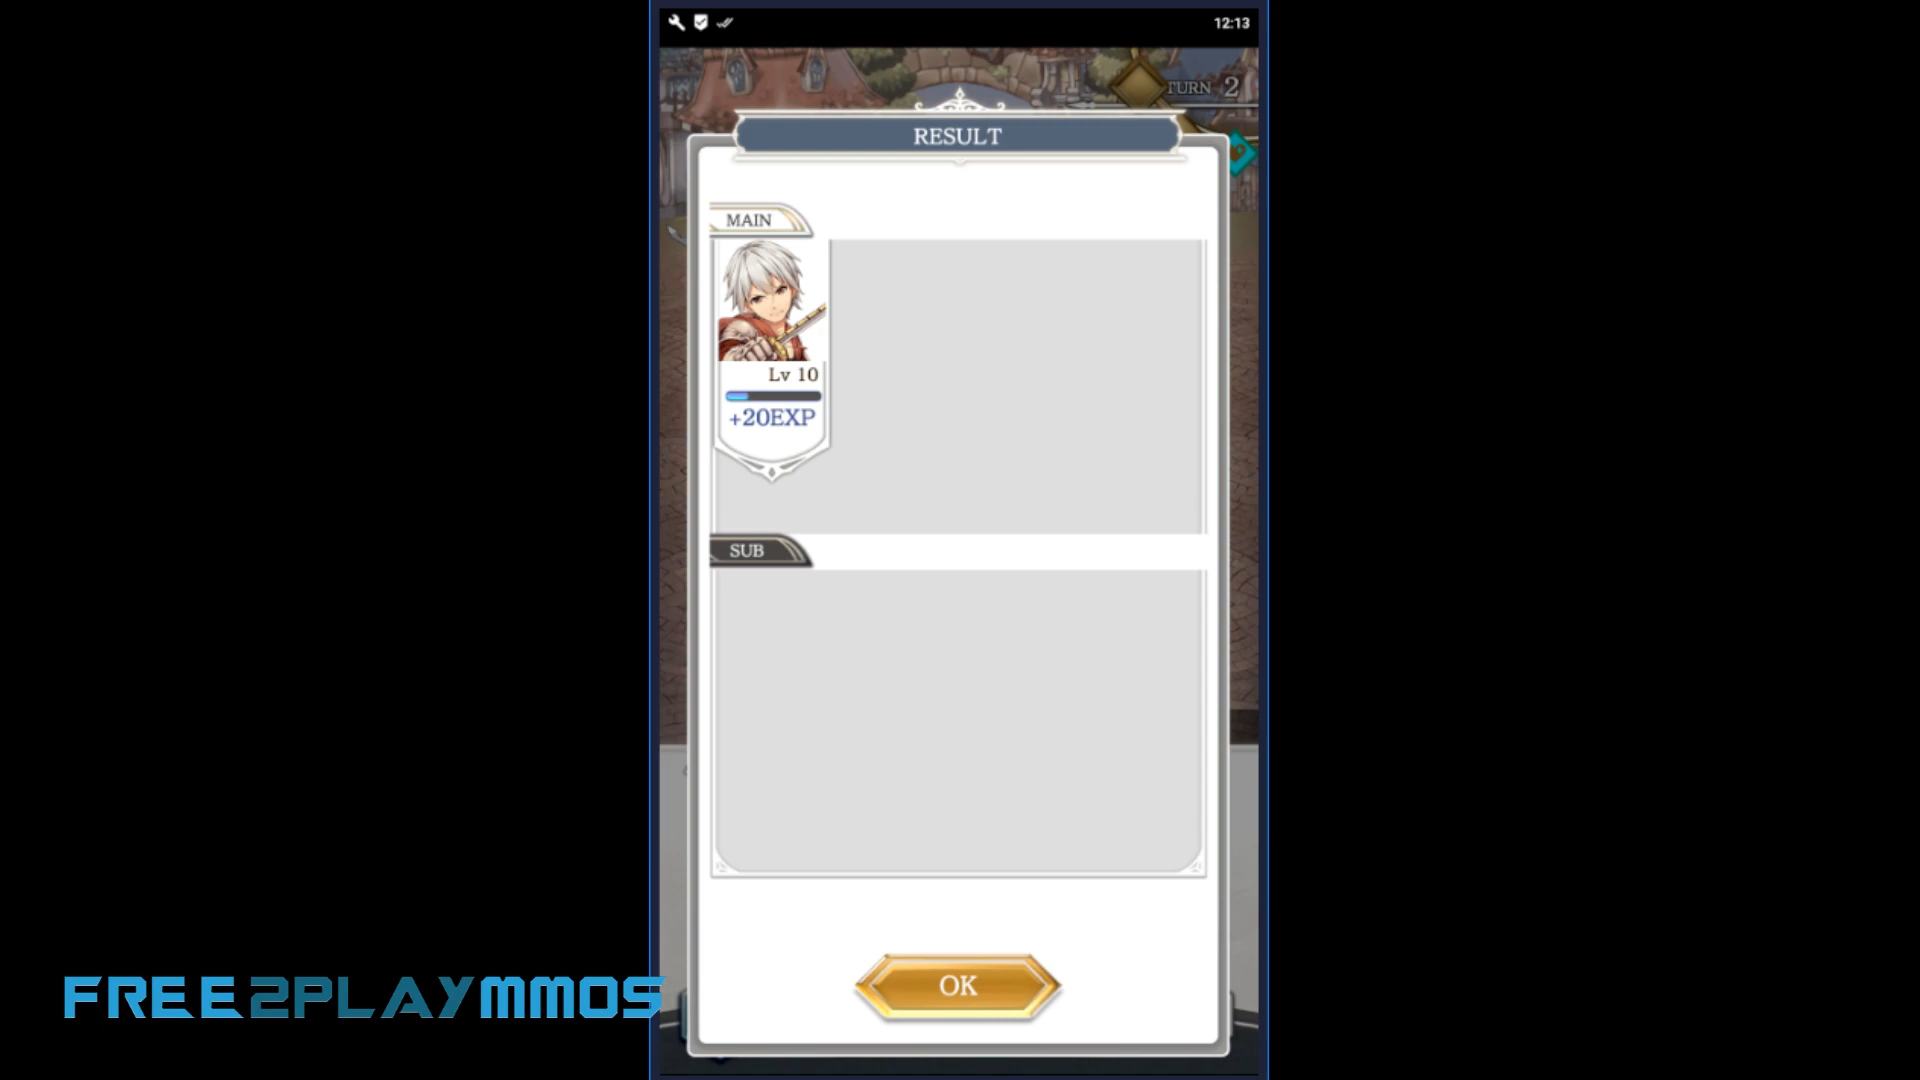 12:13
TURN 2
RESULT
MAIN
Lv 10
+20EXP
SUB
OK
FREE2PLAYMMOS